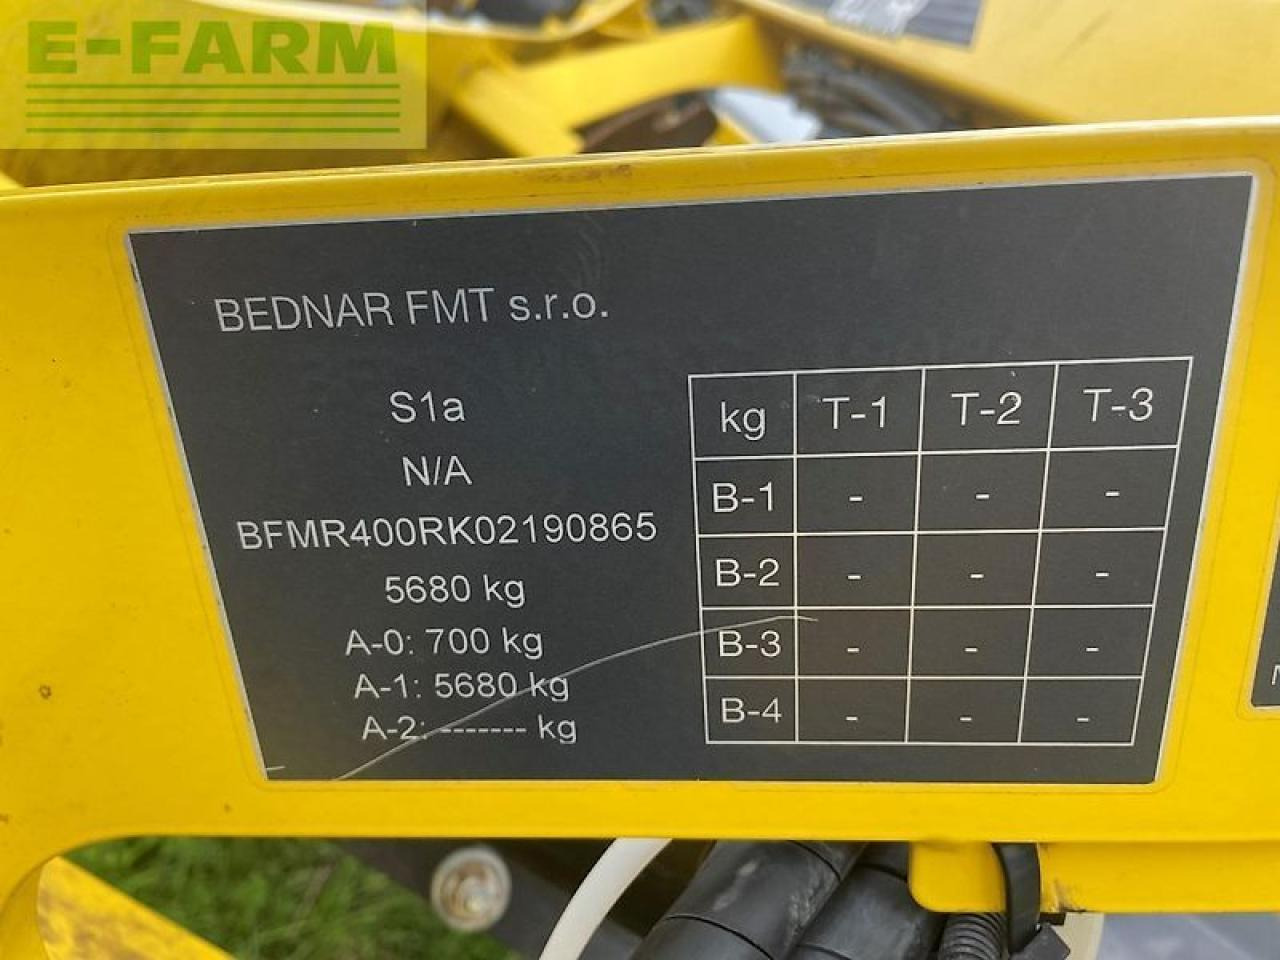 E-FARM
BEDNAR FMT s.r.o.
S1a
N/A
BFMR400RK02190865
5680 kg
A-0: 700 kg
A-1: 5680 kg
A-2: ------- kg
kg T-1 T-2 T-3
B-1 - - -
B-2 - - -
B-3 - - -
B-4 - - -